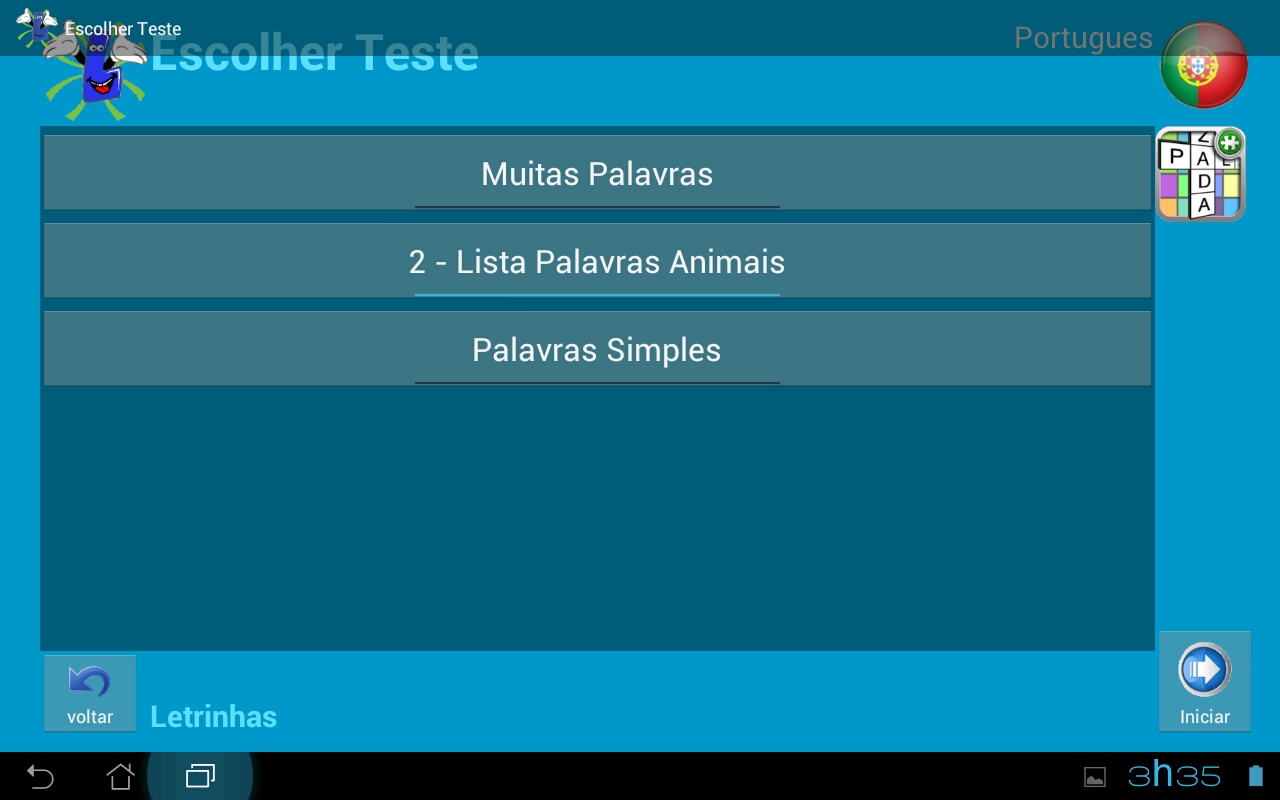 Escolher Teste
Escolher Teste
Portugues
Muitas Palavras
2 - Lista Palavras Animais
Palavras Simples
voltar
Letrinhas
Iniciar
3h35